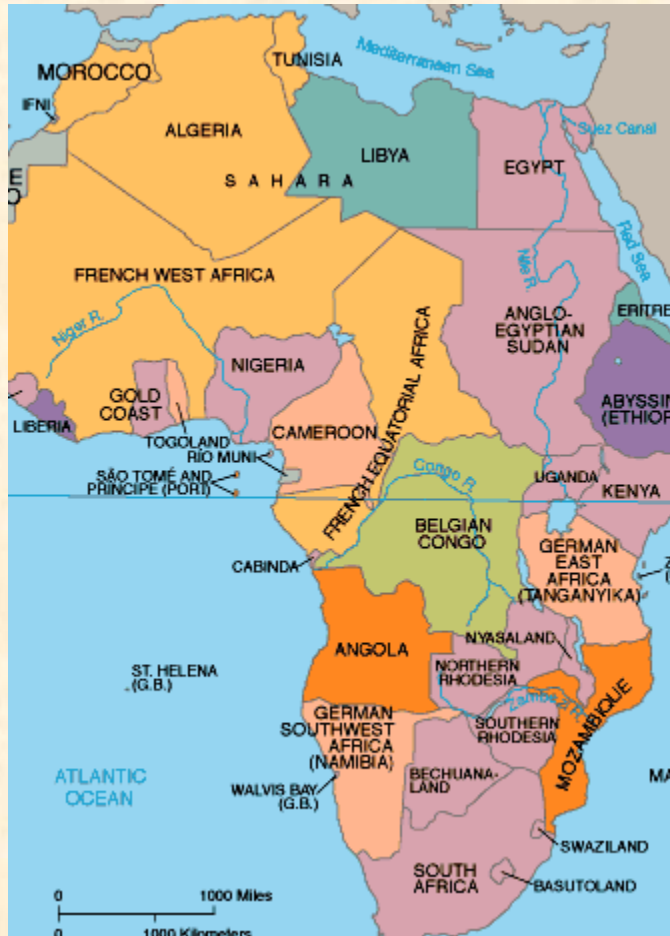 Mediterranean Sea
TUNISIA
MOROCCO
IFNI
ALGERIA
Suez Canal
LIBYA
EGYPT
SAHARA
Red Sea
Nile R.
FRENCH WEST AFRICA
ERITRE
ANGLO-
EGYPTIAN
SUDAN
Niger R.
NIGERIA
FRENCH EQUATORIAL AFRICA
ABYSSIN
(ETHIOP
GOLD
COAST
LIBERIA
CAMEROON
TOGOLAND
RIO MUNI
SÃO TOMÉ AND
PRINCIPE (PORT)
Congo R.
UGANDA
KENYA
BELGIAN
CONGO
GERMAN
EAST
AFRICA
(TANGANYIKA)
CABINDA
NYASALAND
ANGOLA
NORTHERN
RHODESIA
ST. HELENA
(G.B.)
Zambezi R.
MOZAMBIQUE
GERMAN
SOUTHWEST
AFRICA
(NAMIBIA)
SOUTHERN
RHODESIA
BECHUANA-
LAND
ATLANTIC
OCEAN
WALVIS BAY
(G.B.)
MA
SWAZILAND
SOUTH
AFRICA
BASUTOLAND
0 1000 Miles
0 1000 Kilometers